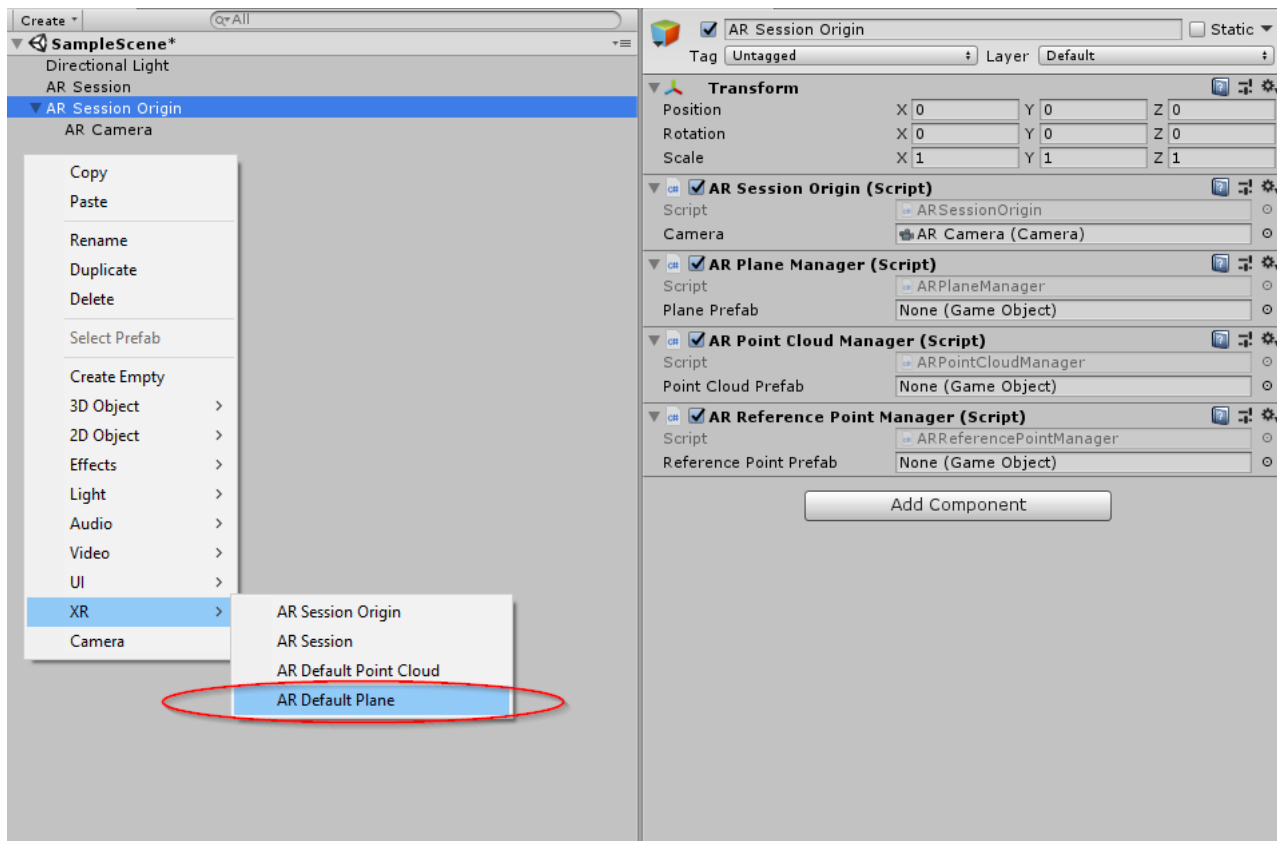 Create
All
SampleScene*
Directional Light
AR Session
AR Session Origin
AR Camera
Copy
Paste
Rename
Duplicate
Delete
Select Prefab
Create Empty
3D Object
2D Object
Effects
Light
Audio
Video
UI
XR
Camera
AR Session Origin
AR Session
AR Default Point Cloud
AR Default Plane
AR Session Origin Static
Tag Untagged Layer Default
Transform
Position X 0 Y 0 Z 0
Rotation X 0 Y 0 Z 0
Scale X 1 Y 1 Z 1
C# AR Session Origin (Script)
Script ARSessionOrigin
Camera AR Camera (Camera)
C# AR Plane Manager (Script)
Script ARPlaneManager
Plane Prefab None (Game Object)
C# AR Point Cloud Manager (Script)
Script ARPointCloudManager
Point Cloud Prefab None (Game Object)
C# AR Reference Point Manager (Script)
Script ARReferencePointManager
Reference Point Prefab None (Game Object)
Add Component